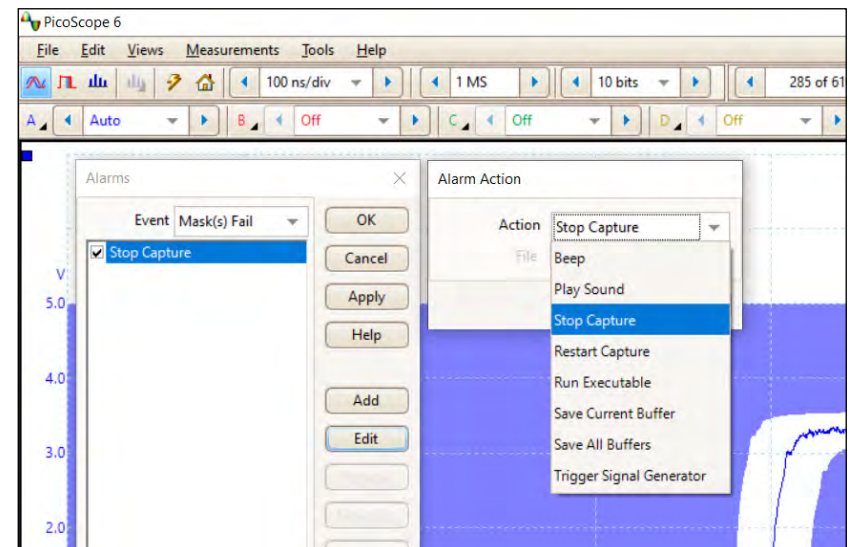 PicoScope 6
File Edit Views Measurements Tools Help
100 ns/div 1 MS 10 bits 285 of 61
A Auto B Off C Off D Off
Alarms
Event Mask(s) Fail
Stop Capture
OK
Cancel
Apply
Help
Add
Edit
Alarm Action
Action Stop Capture
File
Beep
Play Sound
Stop Capture
Restart Capture
Run Executable
Save Current Buffer
Save All Buffers
Trigger Signal Generator
V
5.0
4.0
3.0
2.0